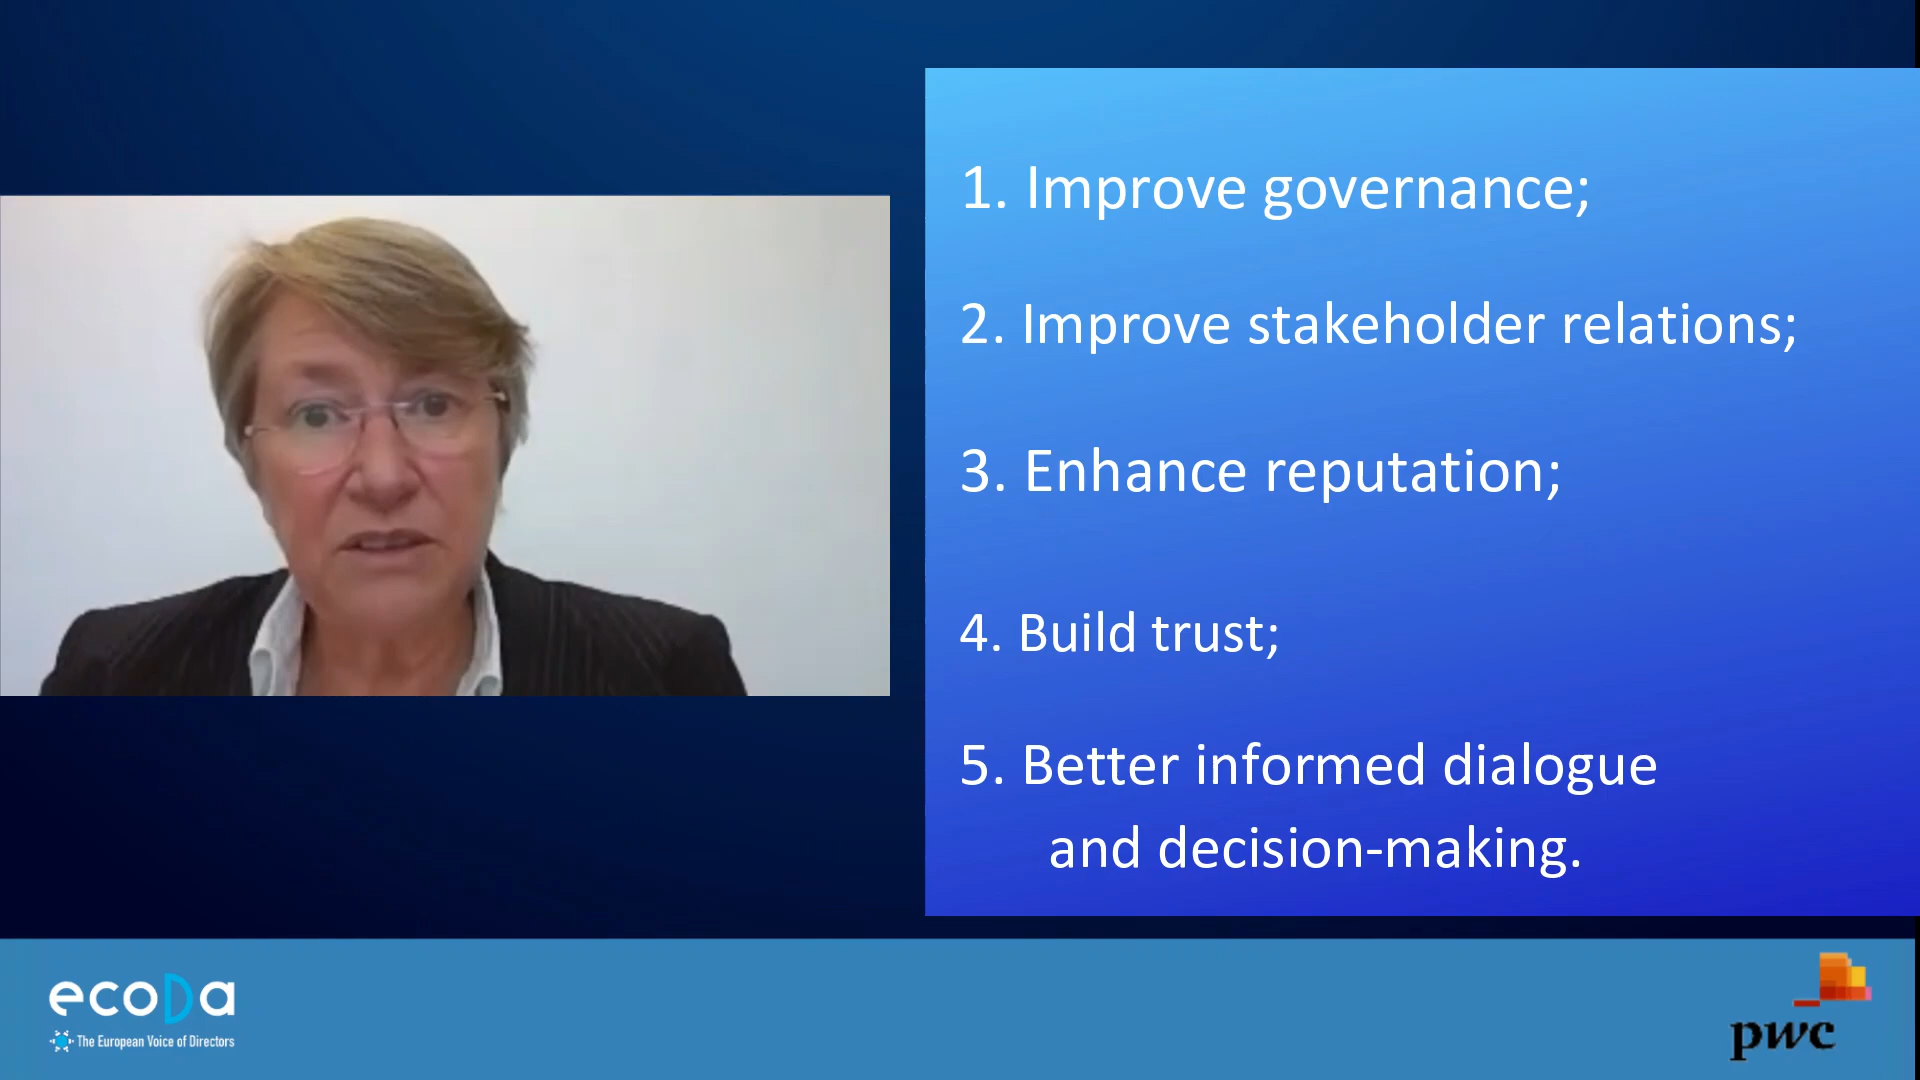 1. Improve governance;
2. Improve stakeholder relations;
3. Enhance reputation;
4. Build trust;
5. Better informed dialogue
and decision-making.
ecoDa
The European Voice of Directors
pwc